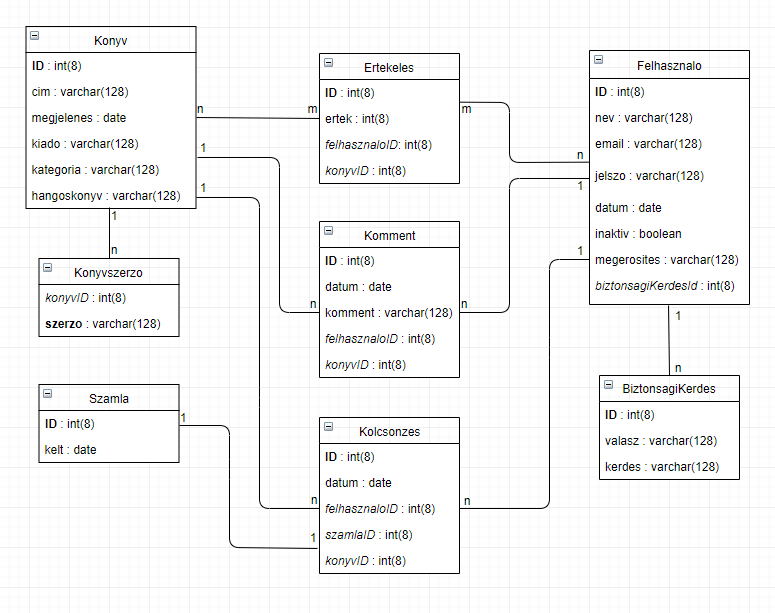 Konyv
ID : int(8)
cim : varchar(128)
megjelenes : date
kiado : varchar(128)
kategoria : varchar(128)
hangoskonyv : varchar(128)
n
m
1
1
1
n
Konyvszerzo
konyvID : int(8)
szerzo : varchar(128)
Szamla
ID : int(8)
kelt : date
1
Ertekeles
ID : int(8)
ertek : int(8)
felhasznaloID: int(8)
konyvID : int(8)
m
n
1
Komment
ID : int(8)
datum : date
komment : varchar(128)
felhasznaloID : int(8)
konyvID : int(8)
n
n
Kolcsonzes
ID : int(8)
datum : date
felhasznaloID : int(8)
szamlaID : int(8)
konyvID : int(8)
n
1
n
1
Felhasznalo
ID : int(8)
nev : varchar(128)
email : varchar(128)
jelszo : varchar(128)
datum : date
inaktiv : boolean
megerosites : varchar(128)
biztonsagiKerdesId : int(8)
1
n
BiztonsagiKerdes
ID : int(8)
valasz : varchar(128)
kerdes : varchar(128)